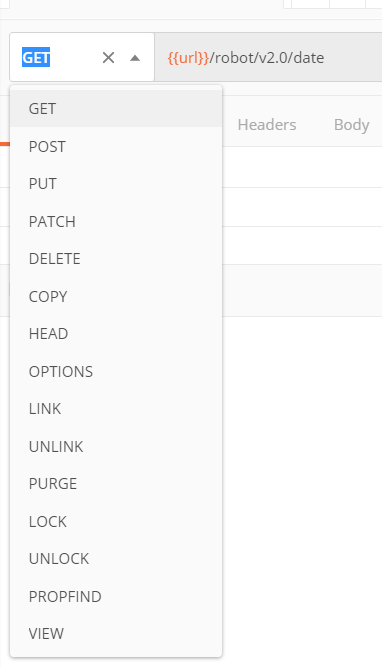 GET {{url}}/robot/v2.0/date
GET
Headers Body
POST
PUT
PATCH
DELETE
COPY
HEAD
OPTIONS
LINK
UNLINK
PURGE
LOCK
UNLOCK
PROPFIND
VIEW